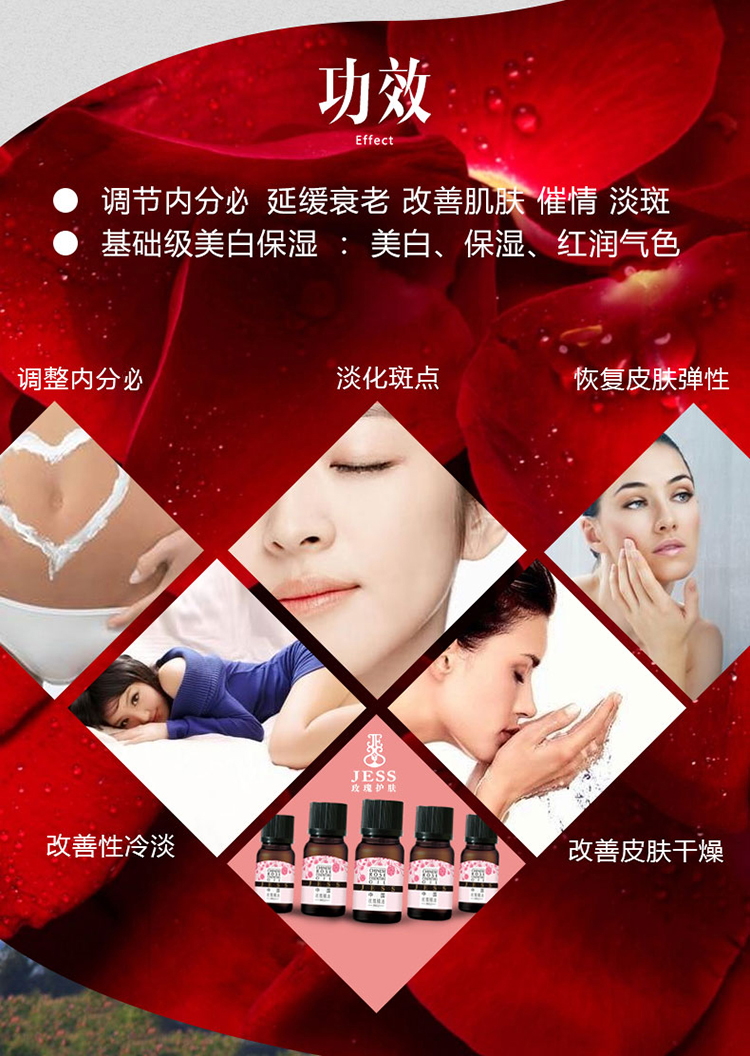 功效
Effect
● 调节内分必 延缓衰老 改善肌肤 催情 淡斑
● 基础级美白保湿 ： 美白、保湿、红润气色
调整内分必
淡化斑点
恢复皮肤弹性
JESS
玫瑰护肤
改善性冷淡
改善皮肤干燥
ROSE
JESS